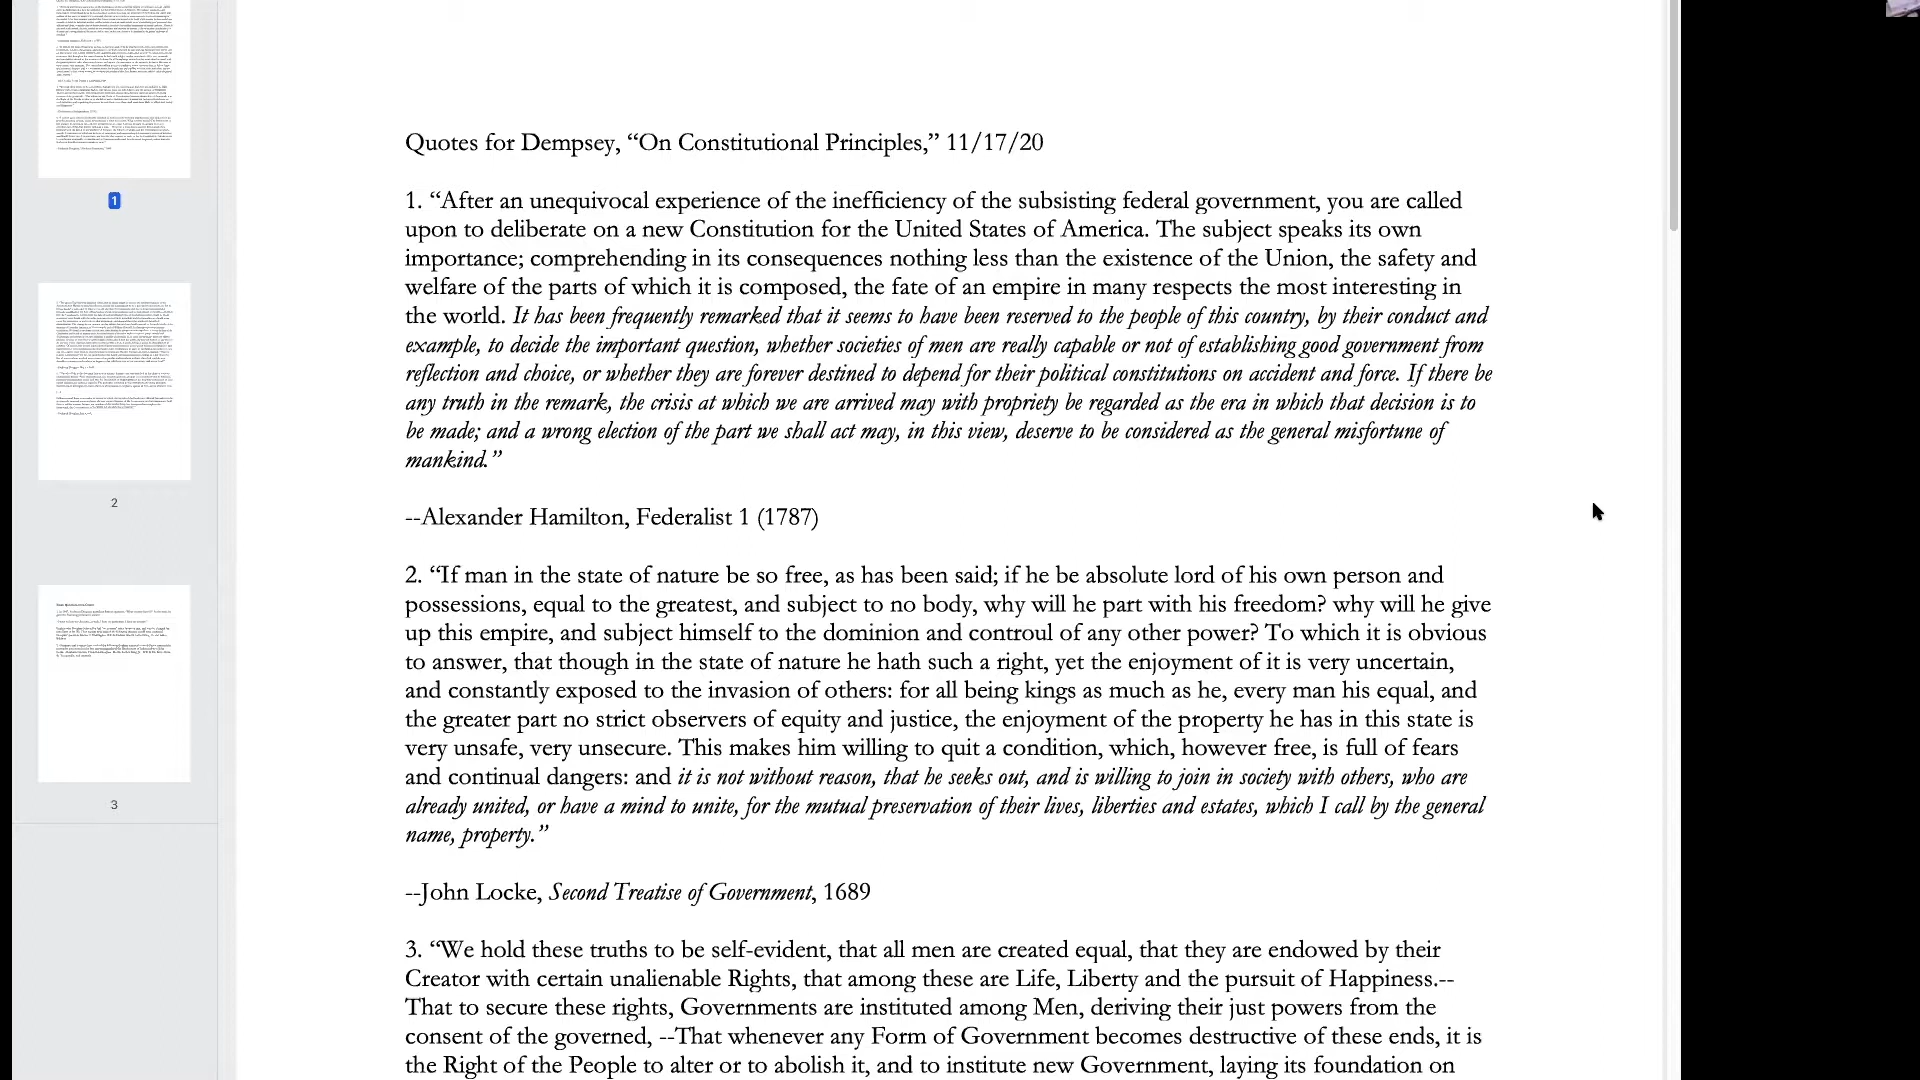 Quotes for Dempsey, “On Constitutional Principles,” 11/17/20
1. “After an unequivocal experience of the inefficiency of the subsisting federal government, you are called
upon to deliberate on a new Constitution for the United States of America. The subject speaks its own
importance; comprehending in its consequences nothing less than the existence of the Union, the safety and
welfare of the parts of which it is composed, the fate of an empire in many respects the most interesting in
the world. It has been frequently remarked that it seems to have been reserved to the people of this country, by their conduct and
example, to decide the important question, whether societies of men are really capable or not of establishing good government from
reflection and choice, or whether they are forever destined to depend for their political constitutions on accident and force. If there be
any truth in the remark, the crisis at which we are arrived may with propriety be regarded as the era in which that decision is to
be made; and a wrong election of the part we shall act may, in this view, deserve to be considered as the general misfortune of
mankind.”
--Alexander Hamilton, Federalist 1 (1787)
2. “If man in the state of nature be so free, as has been said; if he be absolute lord of his own person and
possessions, equal to the greatest, and subject to no body, why will he part with his freedom? why will he give
up this empire, and subject himself to the dominion and controul of any other power? To which it is obvious
to answer, that though in the state of nature he hath such a right, yet the enjoyment of it is very uncertain,
and constantly exposed to the invasion of others: for all being kings as much as he, every man his equal, and
the greater part no strict observers of equity and justice, the enjoyment of the property he has in this state is
very unsafe, very unsecure. This makes him willing to quit a condition, which, however free, is full of fears
and continual dangers: and it is not without reason, that he seeks out, and is willing to join in society with others, who are
already united, or have a mind to unite, for the mutual preservation of their lives, liberties and estates, which I call by the general
name, property.”
--John Locke, Second Treatise of Government, 1689
3. “We hold these truths to be self-evident, that all men are created equal, that they are endowed by their
Creator with certain unalienable Rights, that among these are Life, Liberty and the pursuit of Happiness.--
That to secure these rights, Governments are instituted among Men, deriving their just powers from the
consent of the governed, --That whenever any Form of Government becomes destructive of these ends, it is
the Right of the People to alter or to abolish it, and to institute new Government, laying its foundation on
1
2
3